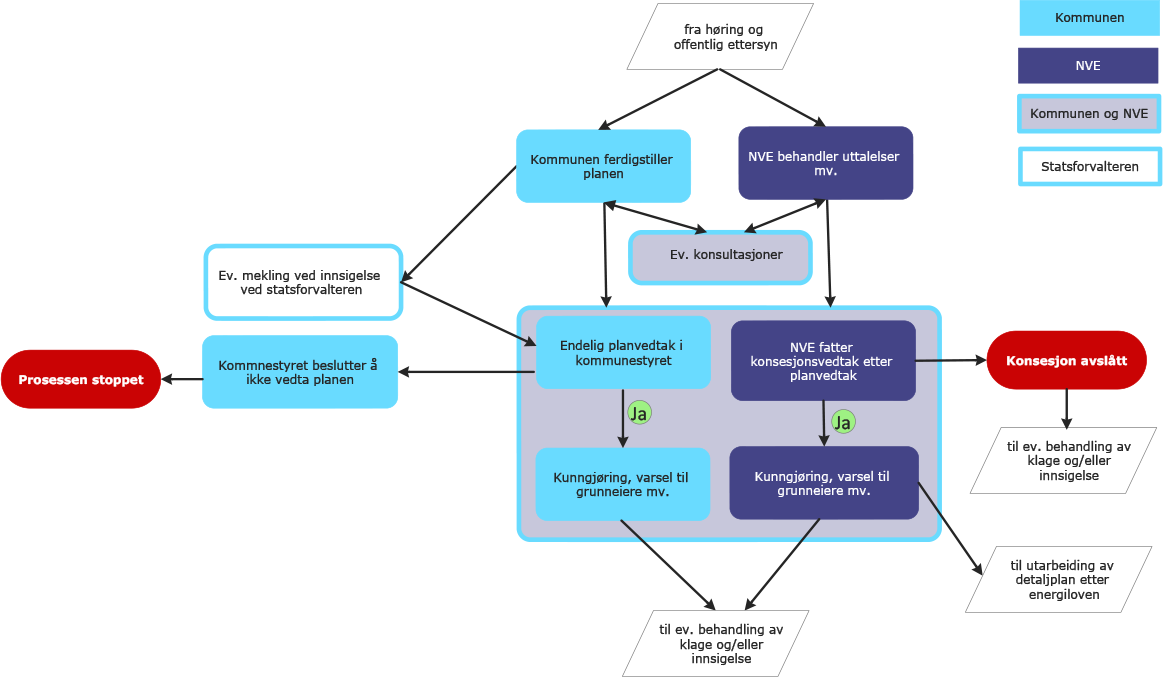 fra høring og
offentlig ettersyn
Kommunen
NVE
Kommunen og NVE
Statsforvalteren
Kommunen ferdigstiller
planen
NVE behandler uttalelser
mv.
Ev. konsultasjoner
Ev. mekling ved innsigelse
ved statsforvalteren
Endelig planvedtak i
kommunestyret
NVE fatter
konsesjonsvedtak etter
planvedtak
Konsesjon avslått
Kommnestyret beslutter å
ikke vedta planen
Prosessen stoppet
Ja
Ja
til ev. behandling av
klage og/eller
innsigelse
Kunngjøring, varsel til
grunneiere mv.
Kunngjøring, varsel til
grunneiere mv.
til utarbeiding av
detaljplan etter
energiloven
til ev. behandling av
klage og/eller
innsigelse